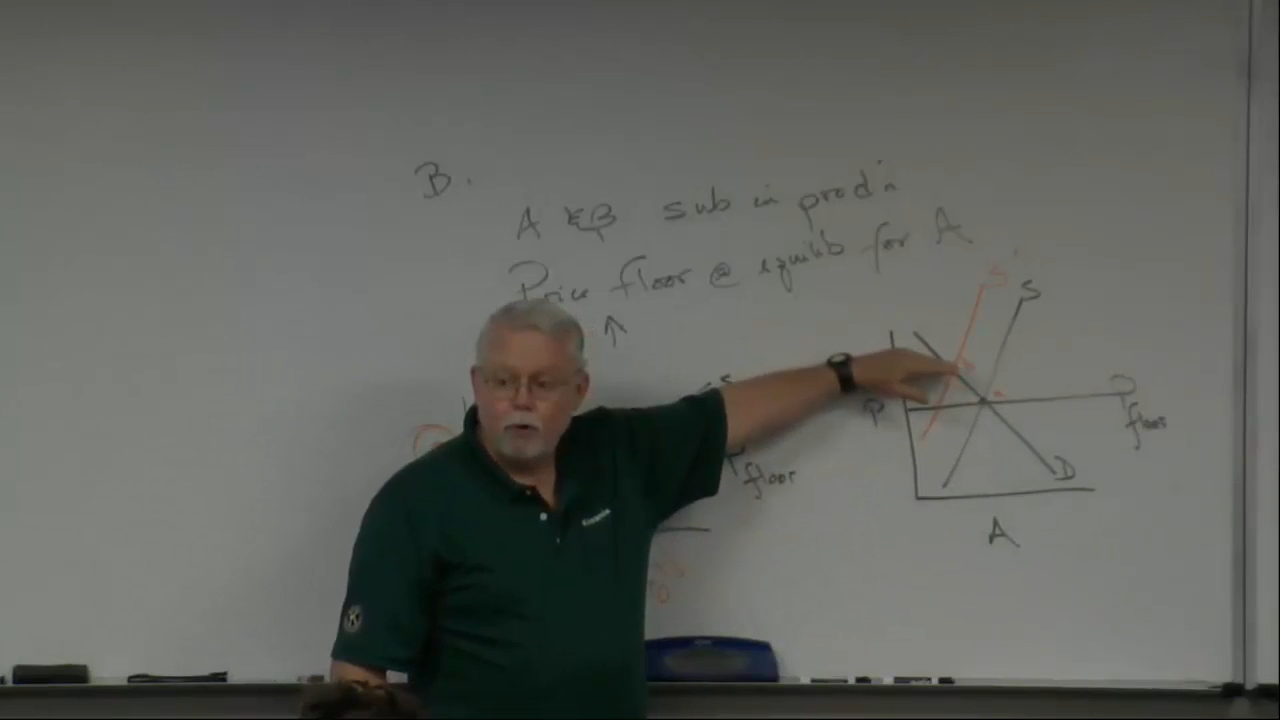 B.
A & B sub in prod'n
Price floor @ equilib for A
↑
S'
S
P
P floor
D
A
floor